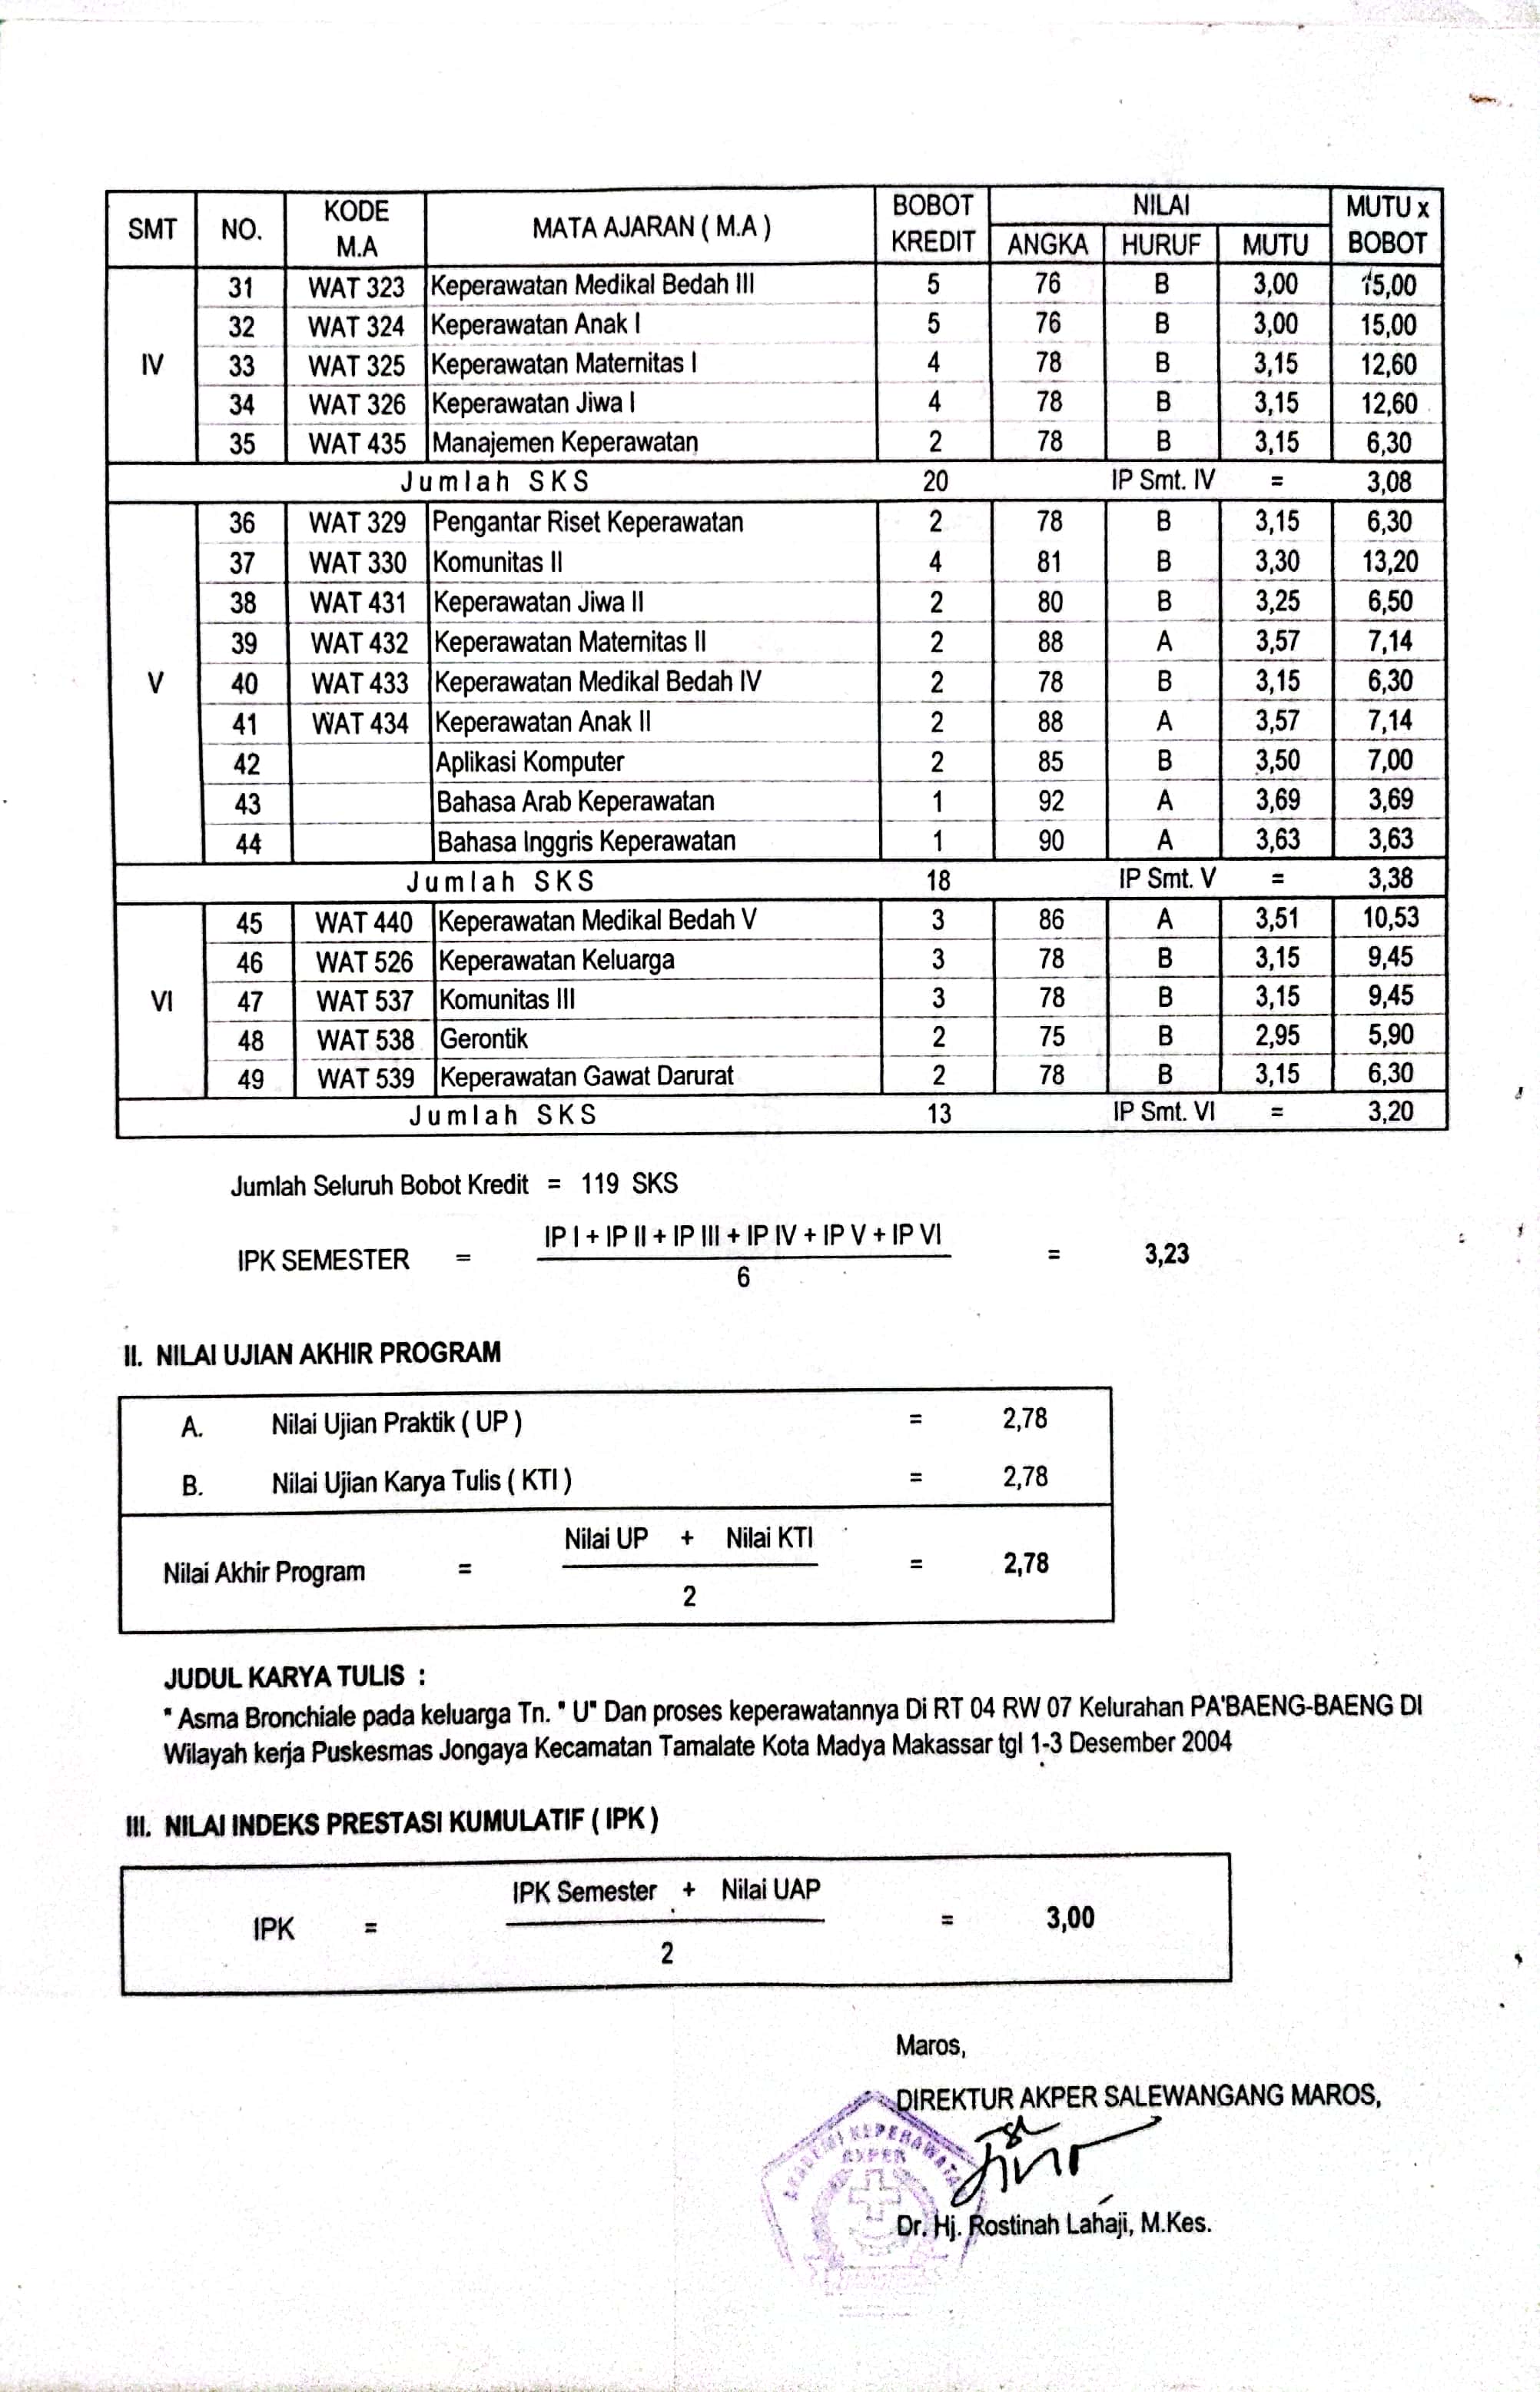 SMT NO. KODE M.A MATA AJARAN ( M.A ) BOBOT KREDIT NILAI MUTU x BOBOT
ANGKA HURUF MUTU
IV
31 WAT 323 Keperawatan Medikal Bedah III 5 76 B 3,00 15,00
32 WAT 324 Keperawatan Anak I 5 76 B 3,00 15,00
33 WAT 325 Keperawatan Maternitas I 4 78 B 3,15 12,60
34 WAT 326 Keperawatan Jiwa I 4 78 B 3,15 12,60
35 WAT 435 Manajemen Keperawatan 2 78 B 3,15 6,30
Jumlah SKS 20 IP Smt. IV = 3,08
V
36 WAT 329 Pengantar Riset Keperawatan 2 78 B 3,15 6,30
37 WAT 330 Komunitas II 4 81 B 3,30 13,20
38 WAT 431 Keperawatan Jiwa II 2 80 B 3,25 6,50
39 WAT 432 Keperawatan Maternitas II 2 88 A 3,57 7,14
40 WAT 433 Keperawatan Medikal Bedah IV 2 78 B 3,15 6,30
41 WAT 434 Keperawatan Anak II 2 88 A 3,57 7,14
42 Aplikasi Komputer 2 85 B 3,50 7,00
43 Bahasa Arab Keperawatan 1 92 A 3,69 3,69
44 Bahasa Inggris Keperawatan 1 90 A 3,63 3,63
Jumlah SKS 18 IP Smt. V = 3,38
VI
45 WAT 440 Keperawatan Medikal Bedah V 3 86 A 3,51 10,53
46 WAT 526 Keperawatan Keluarga 3 78 B 3,15 9,45
47 WAT 537 Komunitas III 3 78 B 3,15 9,45
48 WAT 538 Gerontik 2 75 B 2,95 5,90
49 WAT 539 Keperawatan Gawat Darurat 2 78 B 3,15 6,30
Jumlah SKS 13 IP Smt. VI = 3,20
Jumlah Seluruh Bobot Kredit = 119 SKS
IP I + IP II + IP III + IP IV + IP V + IP VI
IPK SEMESTER = = 3,23
6
II. NILAI UJIAN AKHIR PROGRAM
A. Nilai Ujian Praktik ( UP ) = 2,78
B. Nilai Ujian Karya Tulis ( KTI ) = 2,78
Nilai UP + Nilai KTI
Nilai Akhir Program = = 2,78
2
JUDUL KARYA TULIS :
" Asma Bronchiale pada keluarga Tn. " U" Dan proses keperawatannya Di RT 04 RW 07 Kelurahan PA'BAENG-BAENG DI
Wilayah kerja Puskesmas Jongaya Kecamatan Tamalate Kota Madya Makassar tgl 1-3 Desember 2004
III. NILAI INDEKS PRESTASI KUMULATIF ( IPK )
IPK Semester + Nilai UAP
IPK = = 3,00
2
Maros,
DIREKTUR AKPER SALEWANGANG MAROS,
AKADEMI KEPERAWATAN
AKPER
Dr. Hj. Rostinah Lahaji, M.Kes.